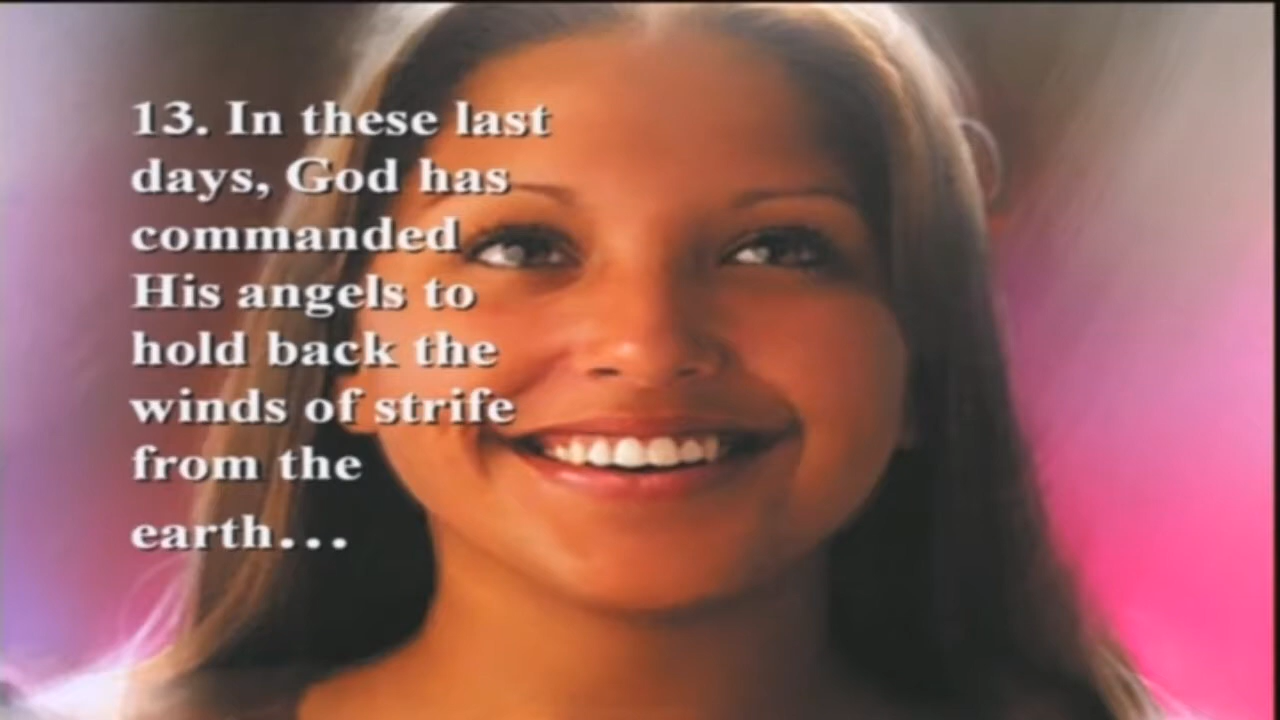 13. In these last
days, God has
commanded
His angels to
hold back the
winds of strife
from the
earth...